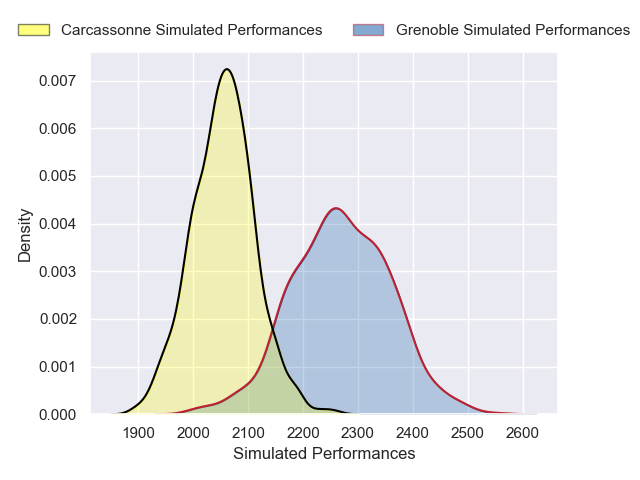 Carcassonne Simulated Performances Grenoble Simulated Performances
0.007
0.006
0.005
0.004
0.003
0.002
0.001
0.000
Density
1900 2000 2100 2200 2300 2400 2500 2600
Simulated Performances